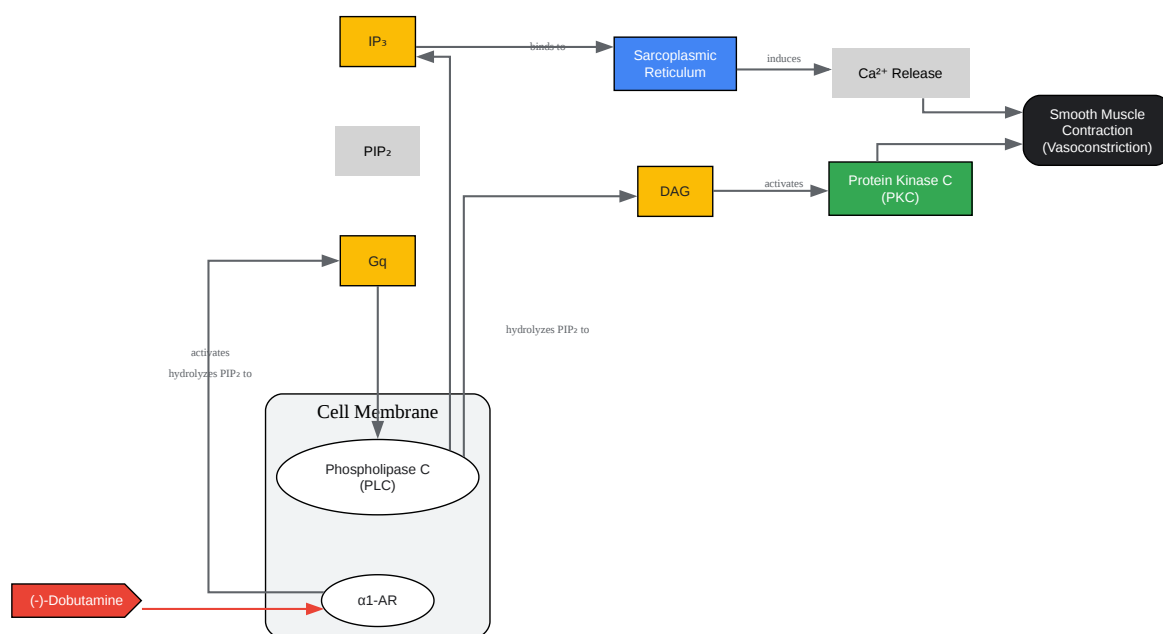 IP₃
binds to
Sarcoplasmic
Reticulum
induces
Ca²⁺ Release
Smooth Muscle
Contraction
(Vasoconstriction)
PIP₂
DAG
activates
Protein Kinase C
(PKC)
Gq
hydrolyzes PIP₂ to
activates
hydrolyzes PIP₂ to
Cell Membrane
Phospholipase C
(PLC)
(-)-Dobutamine
α1-AR